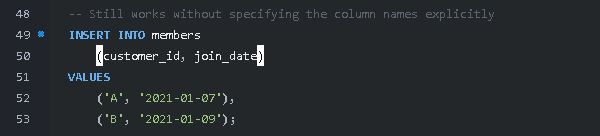 48 -- Still works without specifying the column names explicitly
49 INSERT INTO members
50 (customer_id, join_date)
51 VALUES
52 ('A', '2021-01-07'),
53 ('B', '2021-01-09');